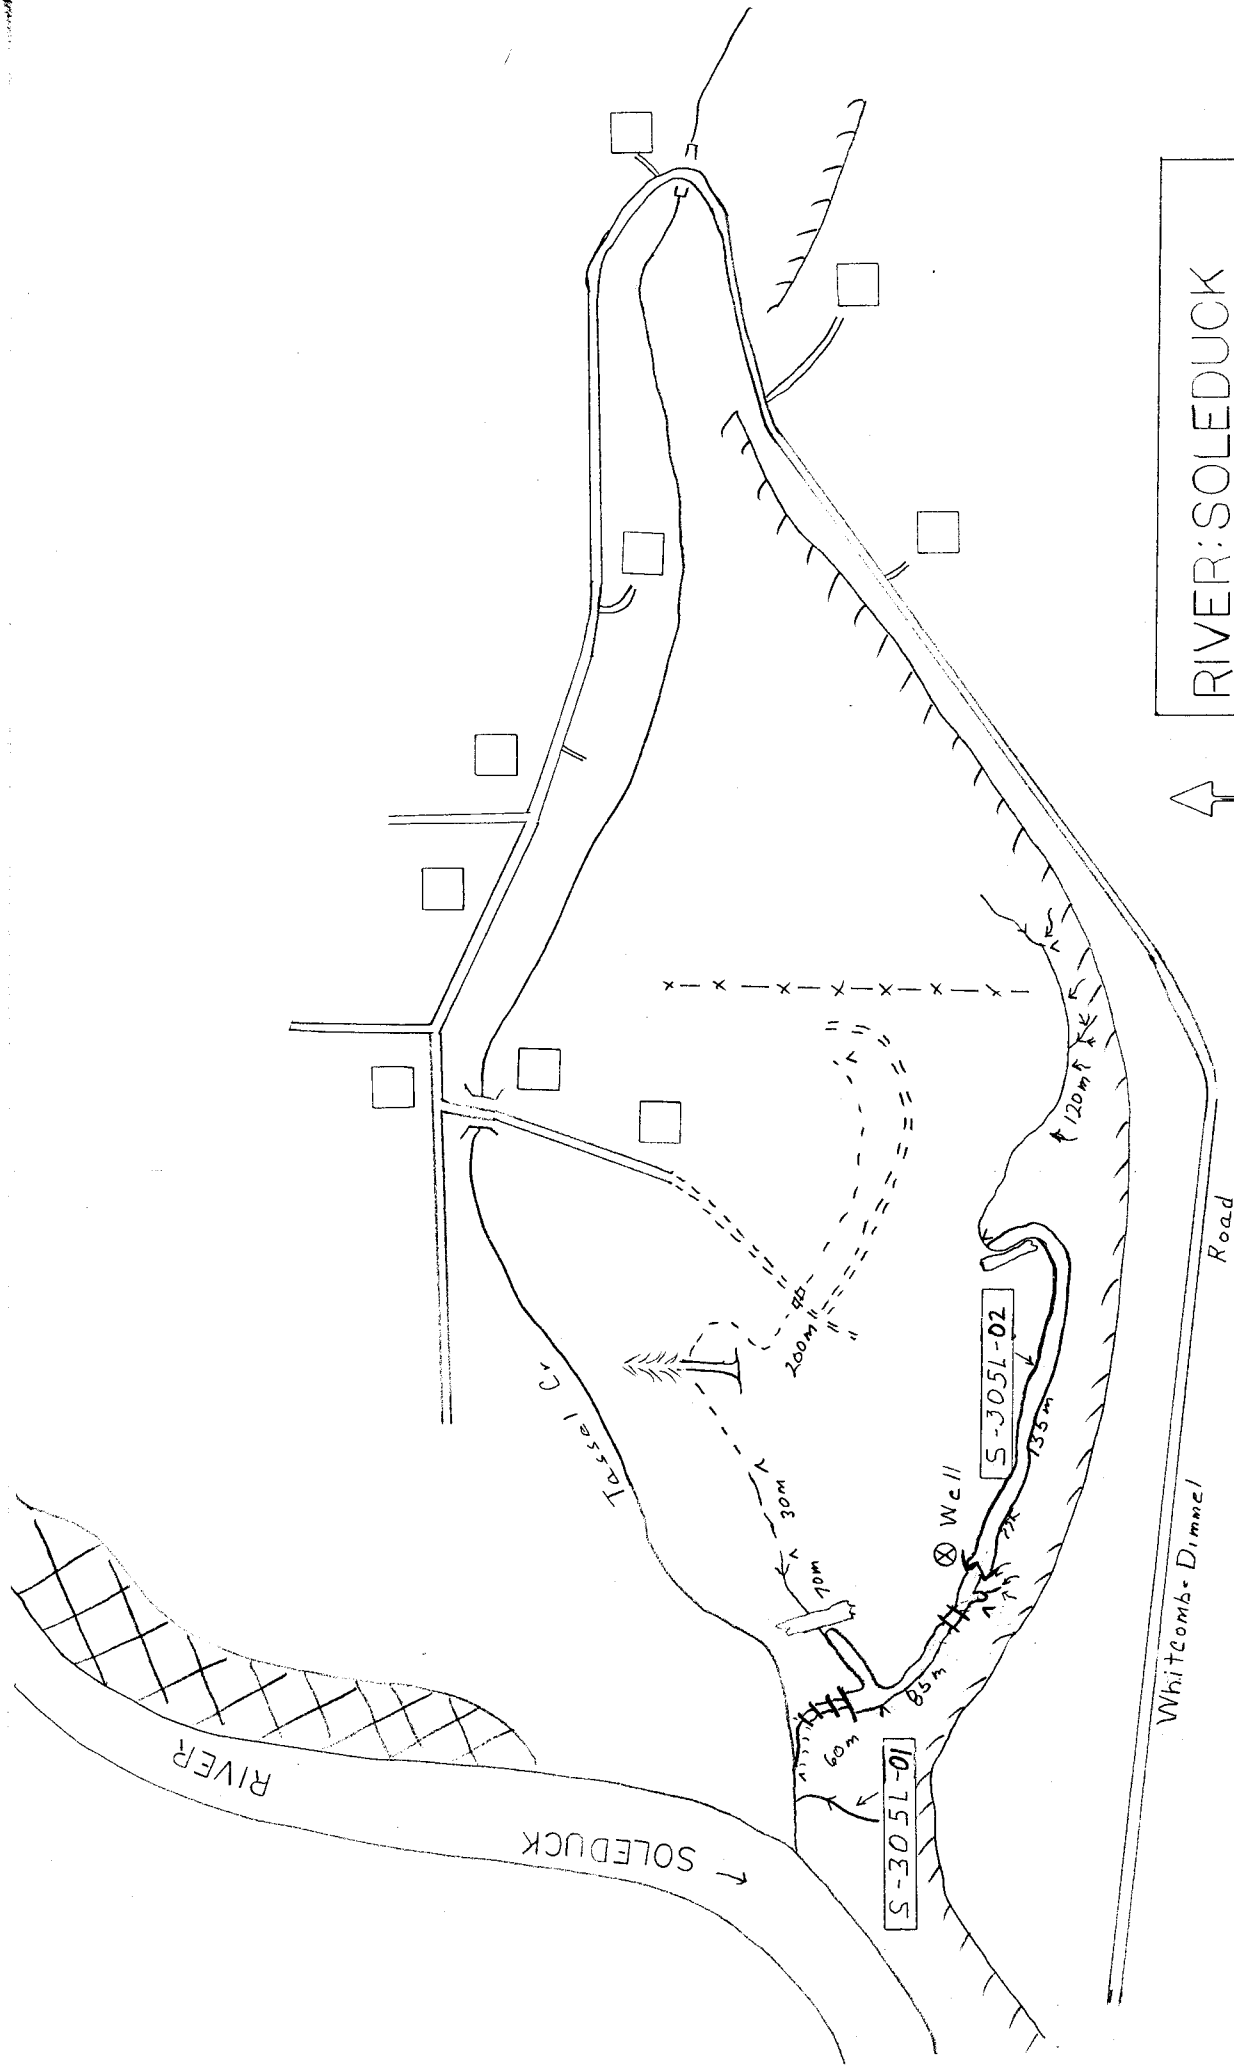 RIVER
SOLEDUCK
Tassel Cr.
30m
10m
200m
60m
85m
S-305L-01
⊗ Well
S-305L-02
135m
120m
Whitcomb-Dimmel
Road
RIVER:SOLEDUCK